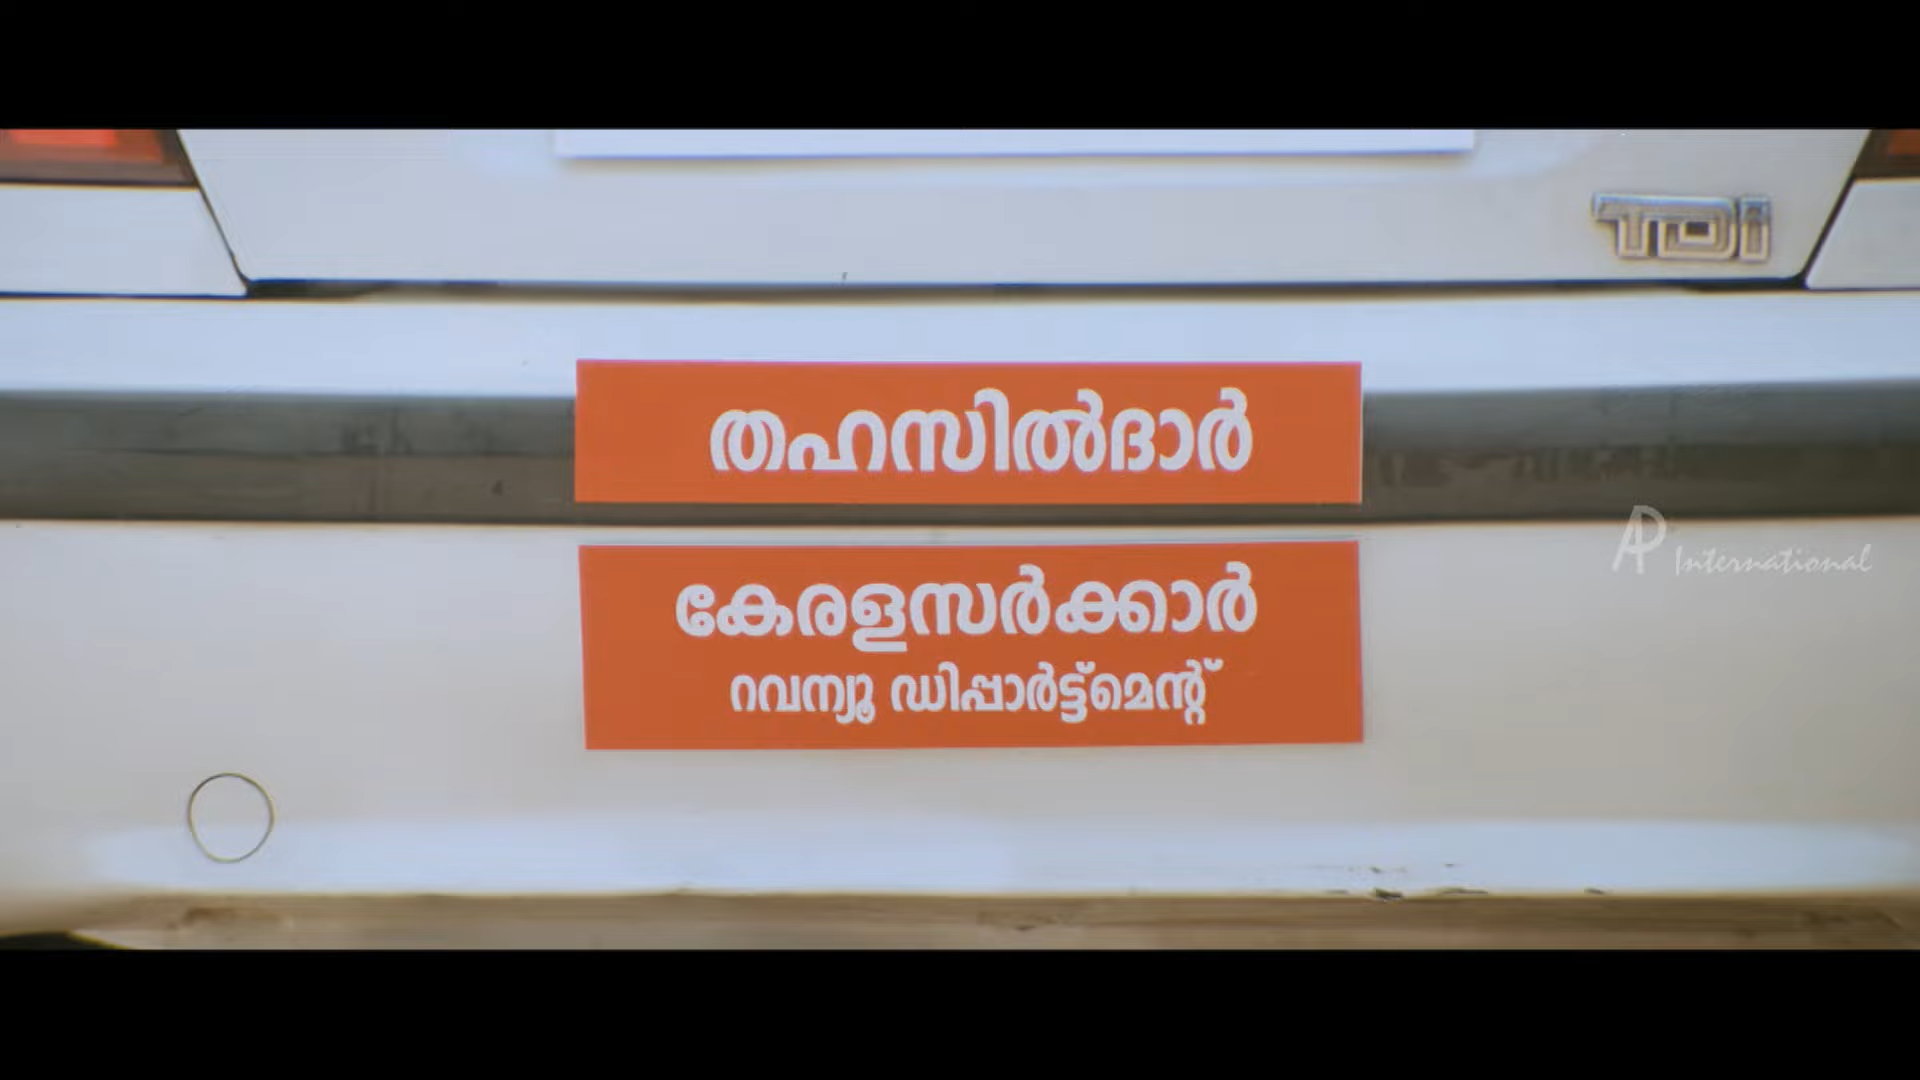 TDi
തഹസിൽദാർ
കേരളസർക്കാർ
റവന്യൂ ഡിപ്പാർട്ട്മെന്റ്
AP International